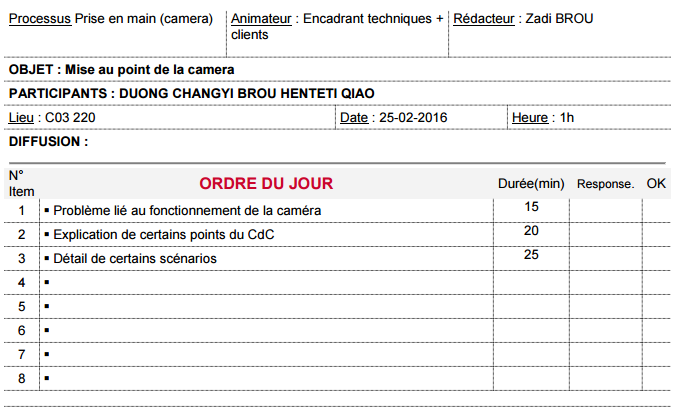 Processus Prise en main (camera) Animateur : Encadrant techniques + Rédacteur : Zadi BROU
clients
OBJET : Mise au point de la camera
PARTICIPANTS : DUONG CHANGYI BROU HENTETI QIAO
Lieu : C03 220 Date : 25-02-2016 Heure : 1h
DIFFUSION :
N° Item ORDRE DU JOUR Durée(min) Response. OK
1 ▪ Problème lié au fonctionnement de la caméra 15
2 ▪ Explication de certains points du CdC 20
3 ▪ Détail de certains scénarios 25
4 ▪
5 ▪
6 ▪
7 ▪
8 ▪